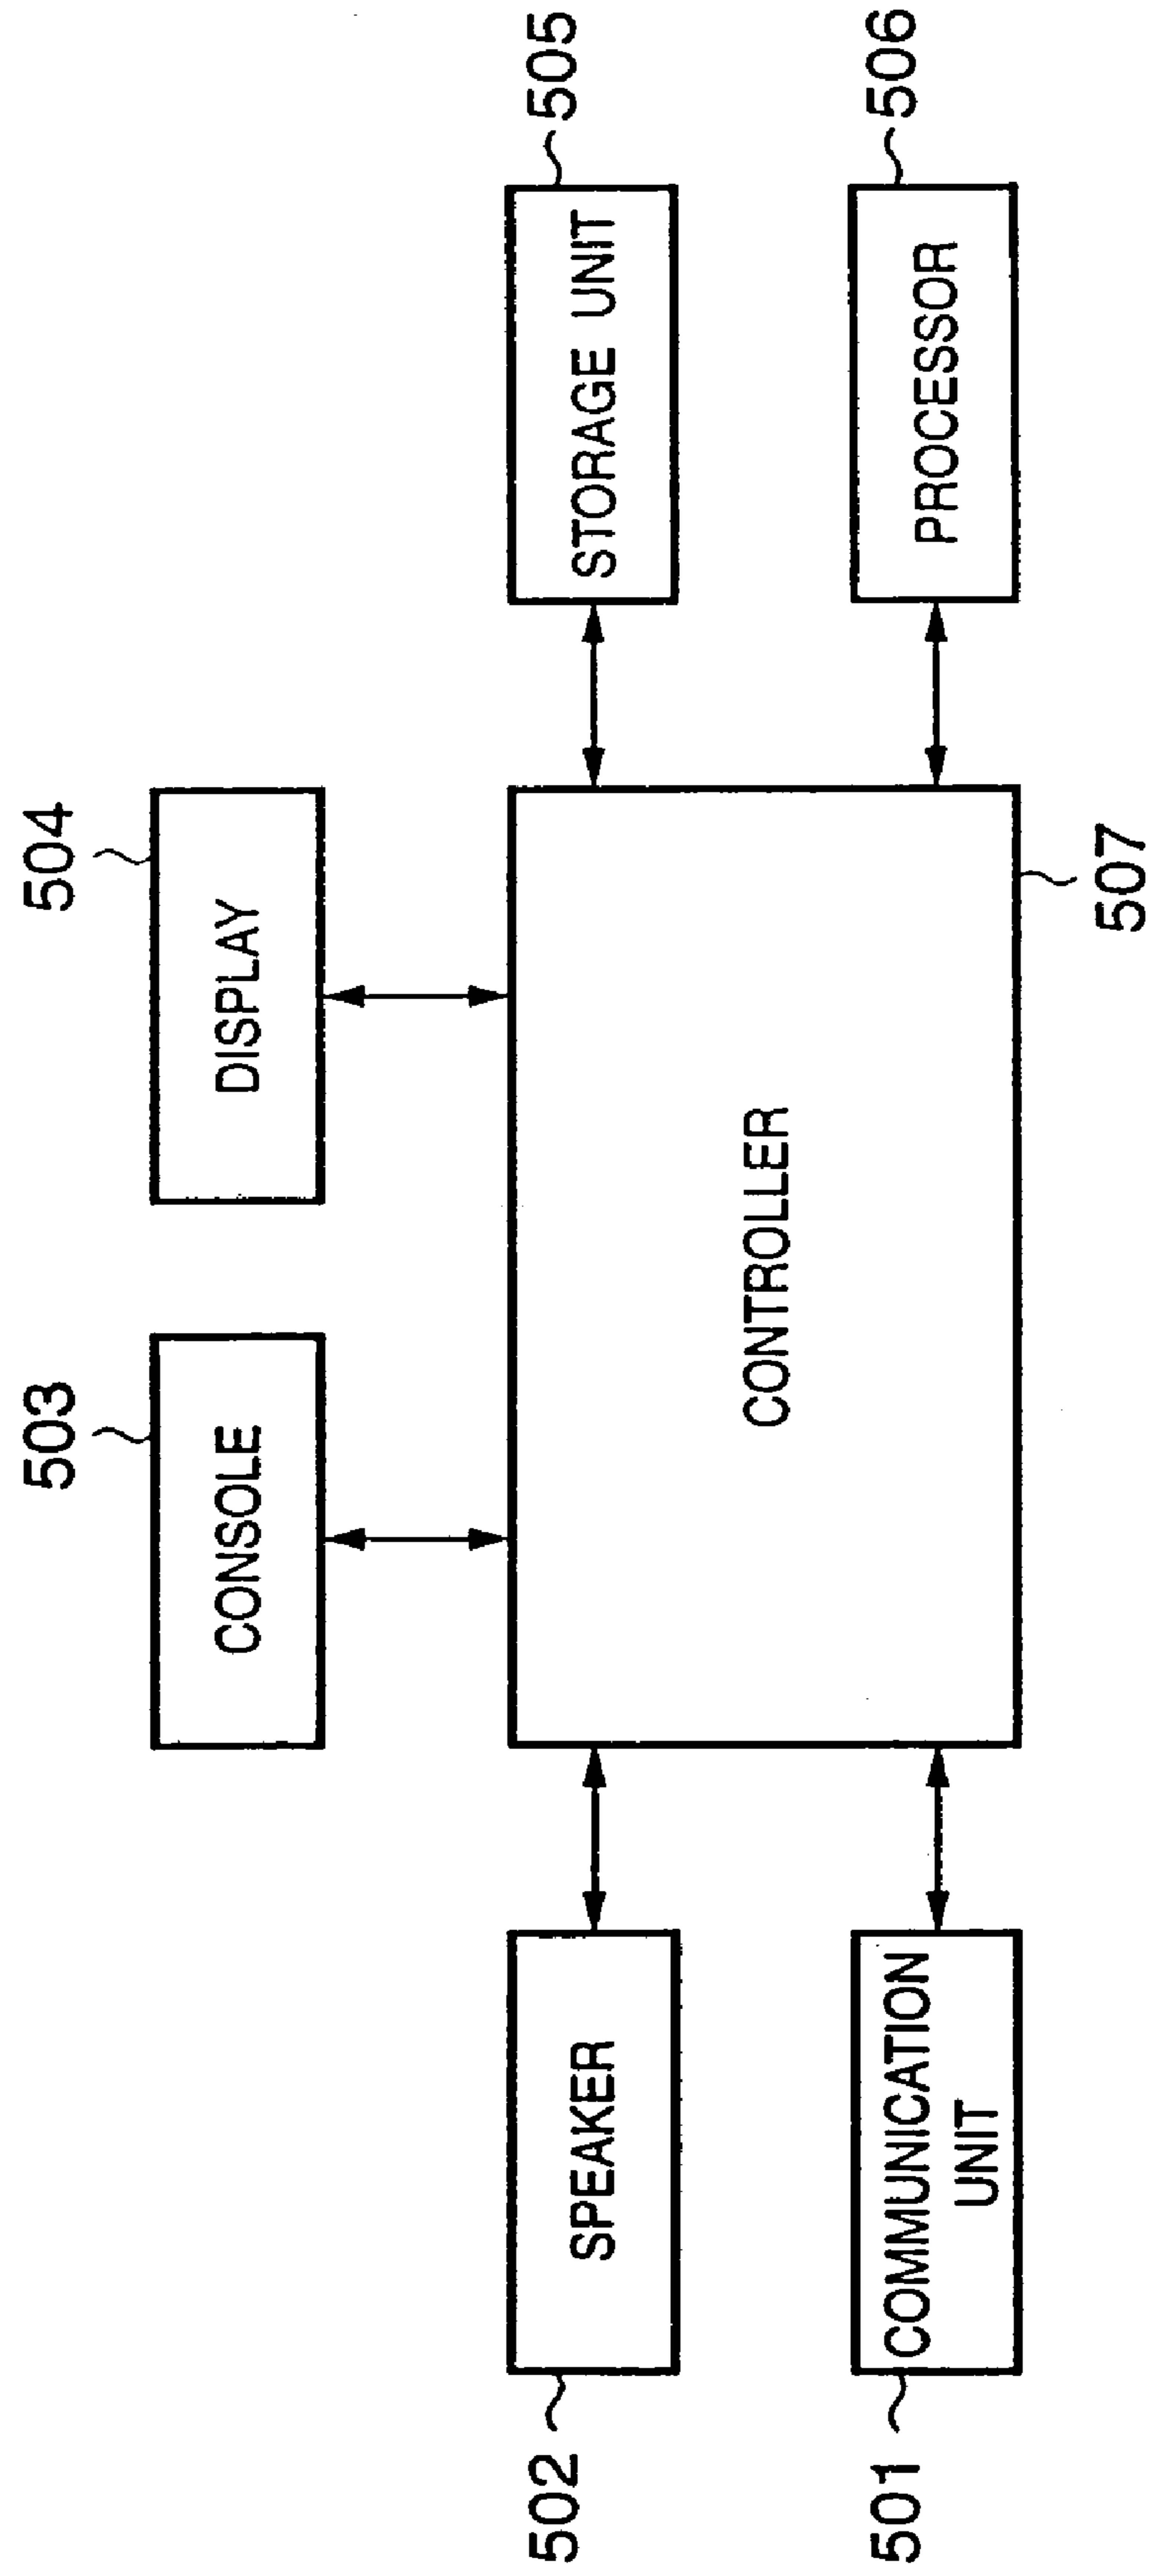 503
504
CONSOLE
DISPLAY
502
SPEAKER
STORAGE UNIT
505
CONTROLLER
501
COMMUNICATION
UNIT
PROCESSOR
506
507